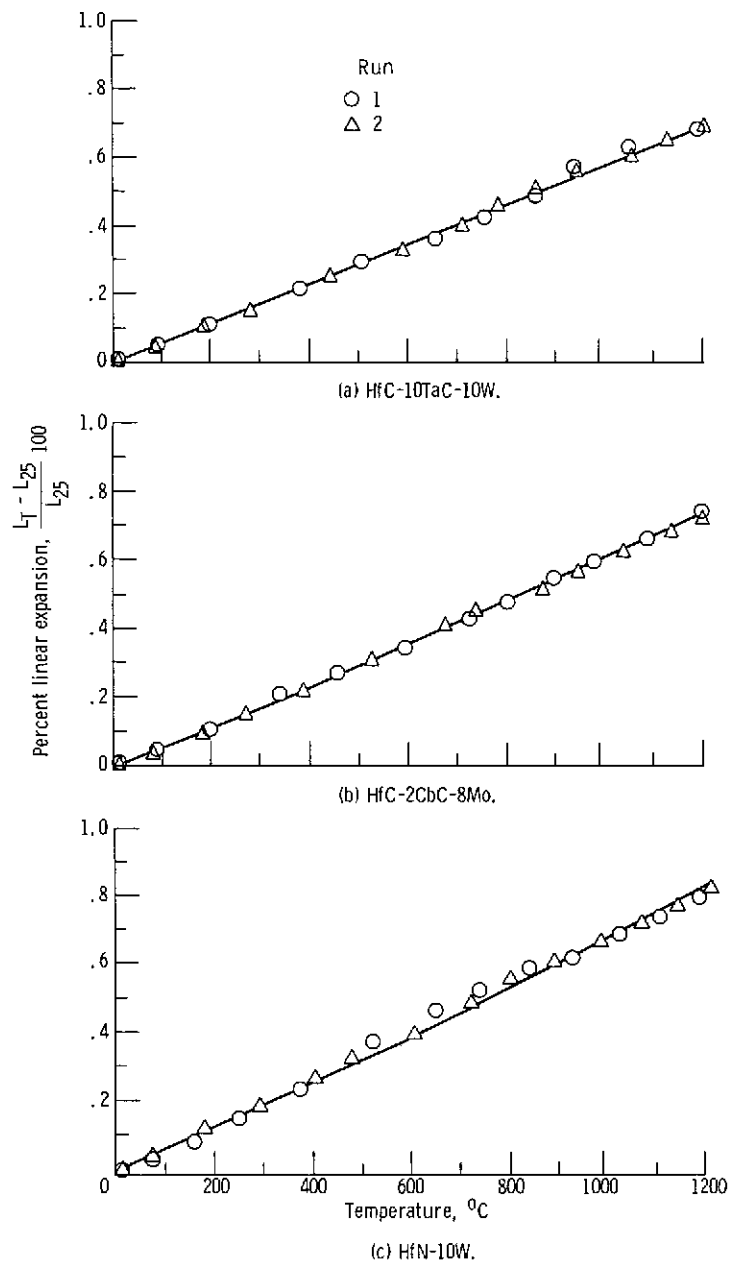 1.0
.8
.6
.4
.2
0
Run
1
2
(a) HfC-10TaC-10W.
Percent linear expansion, L_T - L_25 / L_25 100
1.0
.8
.6
.4
.2
0
(b) HfC-2CbC-8Mo.
1.0
.8
.6
.4
.2
0 200 400 600 800 1000 1200
Temperature, °C
(c) HfN-10W.